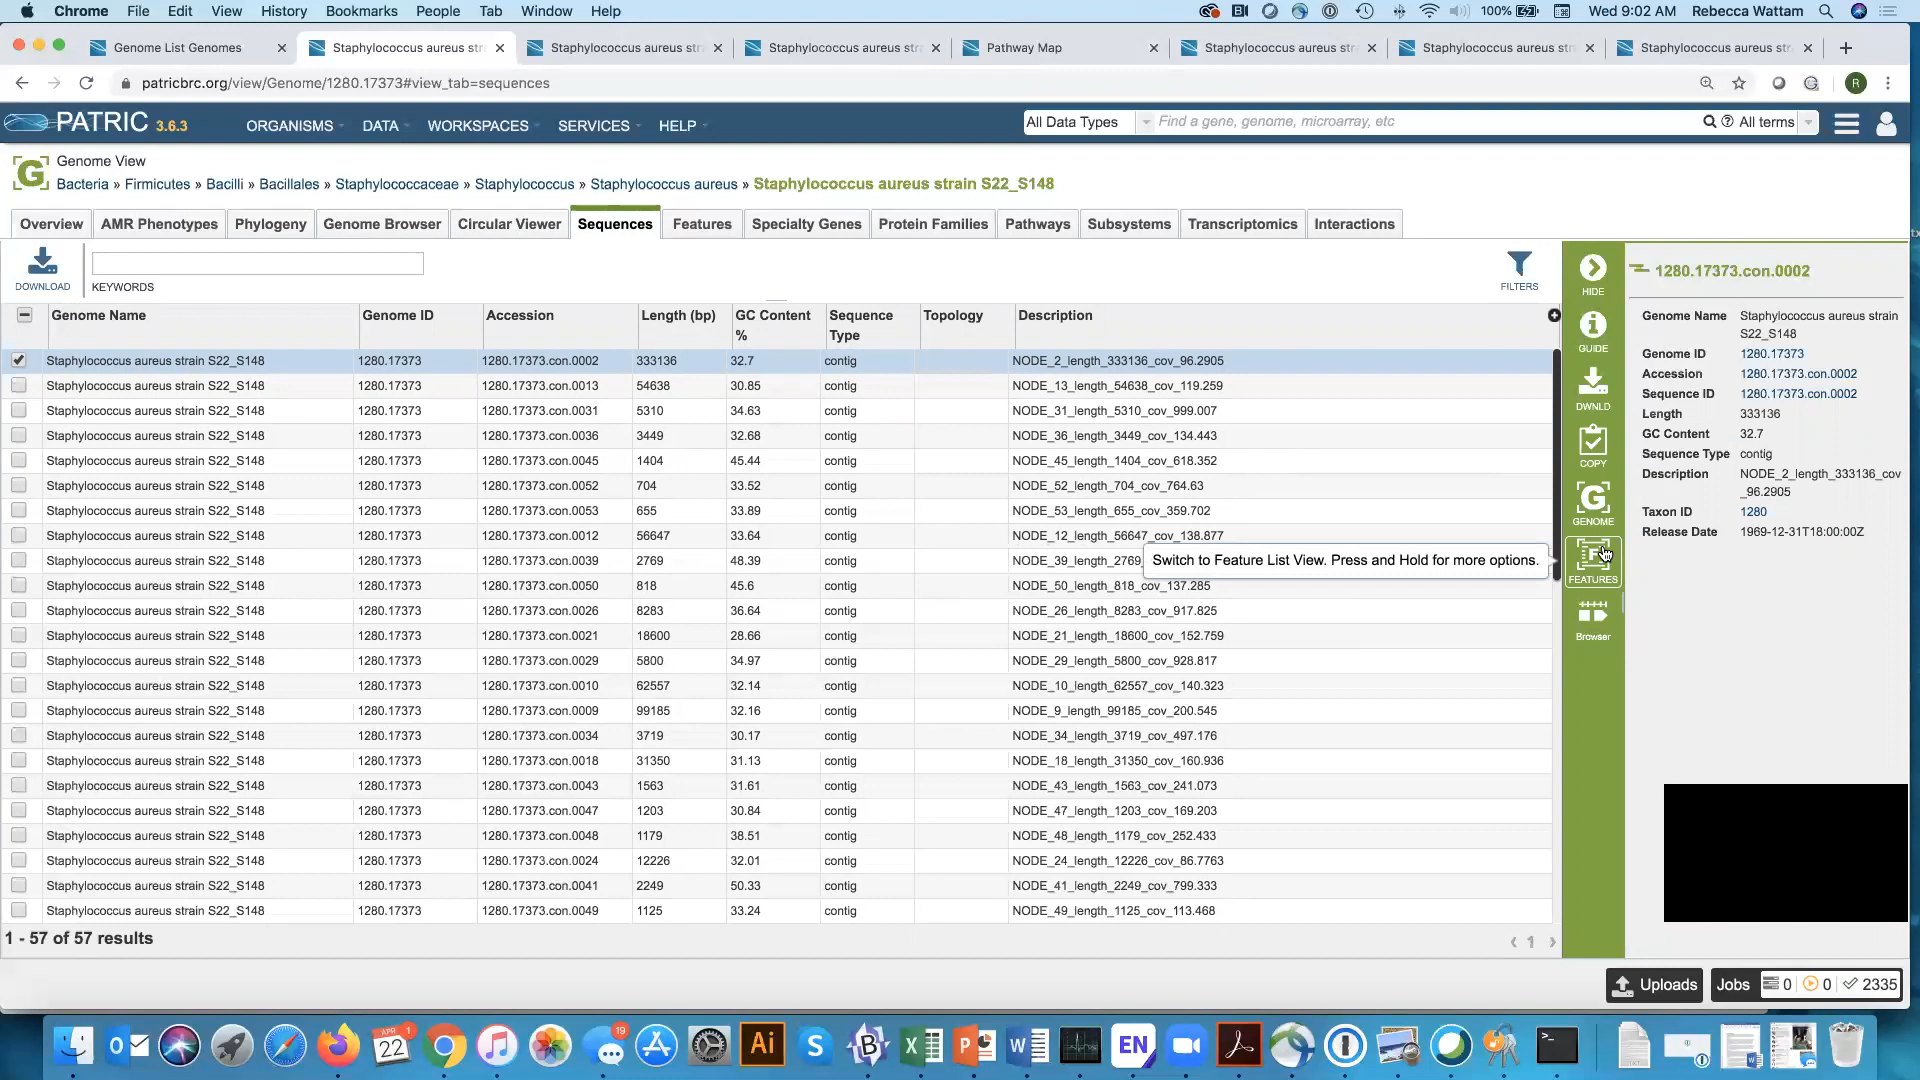 Chrome File Edit View History Bookmarks People Tab Window Help 100% Wed 9:02 AM Rebecca Wattam
Genome List Genomes Staphylococcus aureus str Staphylococcus aureus str Staphylococcus aureus str Pathway Map Staphylococcus aureus str Staphylococcus aureus str Staphylococcus aureus str
patricbrc.org/view/Genome/1280.17373#view_tab=sequences R
PATRIC 3.6.3 ORGANISMS DATA WORKSPACES SERVICES HELP All Data Types Find a gene, genome, microarray, etc All terms
G Genome View
Bacteria » Firmicutes » Bacilli » Bacillales » Staphylococcaceae » Staphylococcus » Staphylococcus aureus » Staphylococcus aureus strain S22_S148
Overview AMR Phenotypes Phylogeny Genome Browser Circular Viewer Sequences Features Specialty Genes Protein Families Pathways Subsystems Transcriptomics Interactions
DOWNLOAD KEYWORDS FILTERS
Genome Name Genome ID Accession Length (bp) GC Content % Sequence Type Topology Description
Staphylococcus aureus strain S22_S148 1280.17373 1280.17373.con.0002 333136 32.7 contig NODE_2_length_333136_cov_96.2905
Staphylococcus aureus strain S22_S148 1280.17373 1280.17373.con.0013 54638 30.85 contig NODE_13_length_54638_cov_119.259
Staphylococcus aureus strain S22_S148 1280.17373 1280.17373.con.0031 5310 34.63 contig NODE_31_length_5310_cov_999.007
Staphylococcus aureus strain S22_S148 1280.17373 1280.17373.con.0036 3449 32.68 contig NODE_36_length_3449_cov_134.443
Staphylococcus aureus strain S22_S148 1280.17373 1280.17373.con.0045 1404 45.44 contig NODE_45_length_1404_cov_618.352
Staphylococcus aureus strain S22_S148 1280.17373 1280.17373.con.0052 704 33.52 contig NODE_52_length_704_cov_764.63
Staphylococcus aureus strain S22_S148 1280.17373 1280.17373.con.0053 655 33.89 contig NODE_53_length_655_cov_359.702
Staphylococcus aureus strain S22_S148 1280.17373 1280.17373.con.0012 56647 33.64 contig NODE_12_length_56647_cov_138.877
Staphylococcus aureus strain S22_S148 1280.17373 1280.17373.con.0039 2769 48.39 contig NODE_39_length_2769_
Staphylococcus aureus strain S22_S148 1280.17373 1280.17373.con.0050 818 45.6 contig NODE_50_length_818_cov_137.285
Staphylococcus aureus strain S22_S148 1280.17373 1280.17373.con.0026 8283 36.64 contig NODE_26_length_8283_cov_917.825
Staphylococcus aureus strain S22_S148 1280.17373 1280.17373.con.0021 18600 28.66 contig NODE_21_length_18600_cov_152.759
Staphylococcus aureus strain S22_S148 1280.17373 1280.17373.con.0029 5800 34.97 contig NODE_29_length_5800_cov_928.817
Staphylococcus aureus strain S22_S148 1280.17373 1280.17373.con.0010 62557 32.14 contig NODE_10_length_62557_cov_140.323
Staphylococcus aureus strain S22_S148 1280.17373 1280.17373.con.0009 99185 32.16 contig NODE_9_length_99185_cov_200.545
Staphylococcus aureus strain S22_S148 1280.17373 1280.17373.con.0034 3719 30.17 contig NODE_34_length_3719_cov_497.176
Staphylococcus aureus strain S22_S148 1280.17373 1280.17373.con.0018 31350 31.13 contig NODE_18_length_31350_cov_160.936
Staphylococcus aureus strain S22_S148 1280.17373 1280.17373.con.0043 1563 31.61 contig NODE_43_length_1563_cov_241.073
Staphylococcus aureus strain S22_S148 1280.17373 1280.17373.con.0047 1203 30.84 contig NODE_47_length_1203_cov_169.203
Staphylococcus aureus strain S22_S148 1280.17373 1280.17373.con.0048 1179 38.51 contig NODE_48_length_1179_cov_252.433
Staphylococcus aureus strain S22_S148 1280.17373 1280.17373.con.0024 12226 32.01 contig NODE_24_length_12226_cov_86.7763
Staphylococcus aureus strain S22_S148 1280.17373 1280.17373.con.0041 2249 50.33 contig NODE_41_length_2249_cov_799.333
Staphylococcus aureus strain S22_S148 1280.17373 1280.17373.con.0049 1125 33.24 contig NODE_49_length_1125_cov_113.468
1 - 57 of 57 results ‹ 1 ›
Switch to Feature List View. Press and Hold for more options.
HIDE
GUIDE
DWNLD
COPY
G GENOME
F FEATURES
Browser
1280.17373.con.0002
Genome Name Staphylococcus aureus strain
S22_S148
Genome ID 1280.17373
Accession 1280.17373.con.0002
Sequence ID 1280.17373.con.0002
Length 333136
GC Content 32.7
Sequence Type contig
Description NODE_2_length_333136_cov
_96.2905
Taxon ID 1280
Release Date 1969-12-31T18:00:00Z
Uploads Jobs 0 0 2335
APR 1 22 19 Ai S B X P W EN